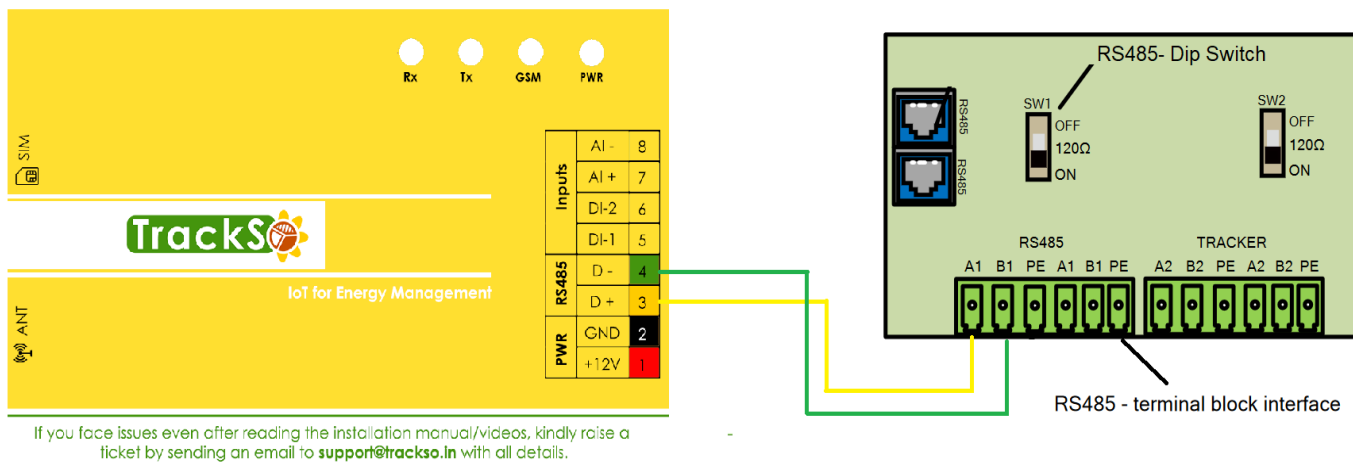 Rx Tx GSM PWR
SIM
TrackSo
IoT for Energy Management
ANT
Inputs
AI - 8
AI + 7
DI-2 6
DI-1 5
RS485
D - 4
D + 3
PWR
GND 2
+12V 1
If you face issues even after reading the installation manual/videos, kindly raise a
ticket by sending an email to support@trackso.in with all details.
-
RS485- Dip Switch
RS485
RS485
SW1
OFF
120Ω
ON
SW2
OFF
120Ω
ON
RS485
A1 B1 PE A1 B1 PE
TRACKER
A2 B2 PE A2 B2 PE
RS485 - terminal block interface